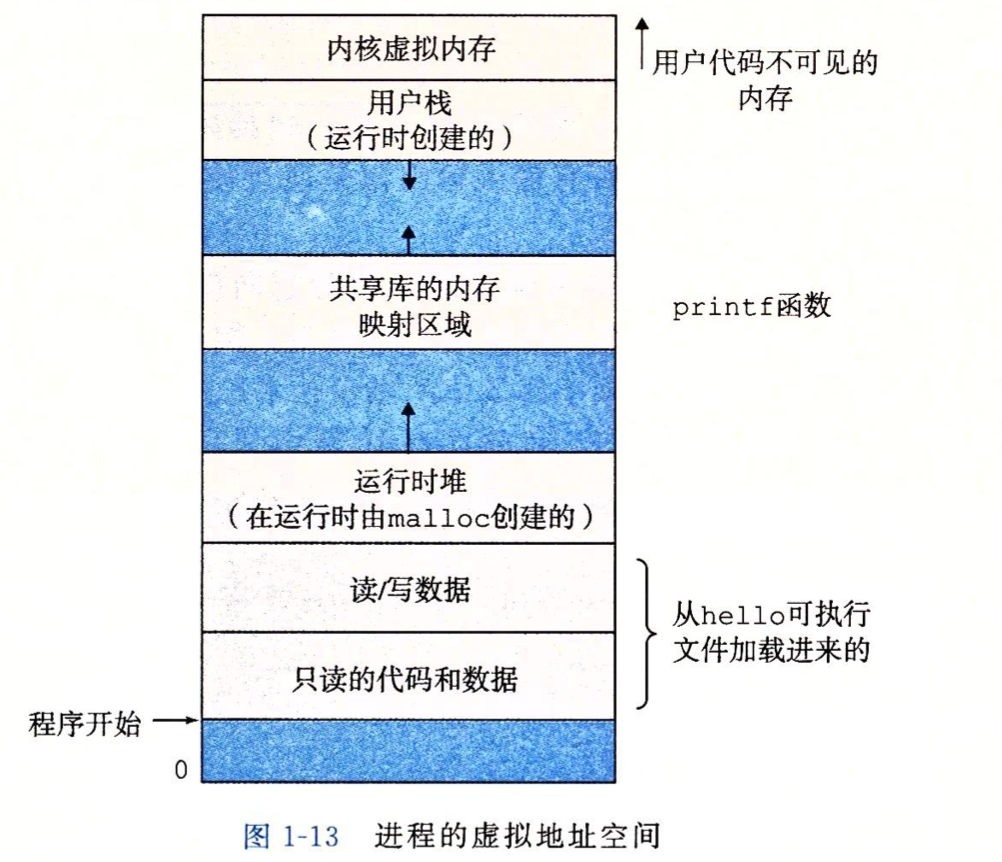 内核虚拟内存
用户代码不可见的
内存
用户栈
（运行时创建的）
共享库的内存
映射区域
printf函数
运行时堆
（在运行时由malloc创建的）
读/写数据
从hello可执行
文件加载进来的
只读的代码和数据
程序开始
0
图 1-13 进程的虚拟地址空间